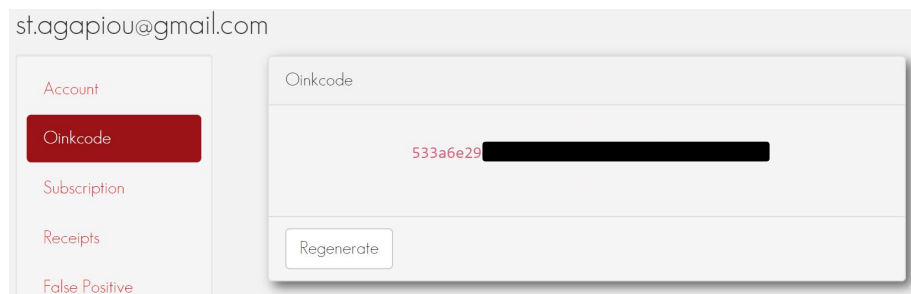 st.agapiou@gmail.com
Account
Oinkcode
Subscription
Receipts
False Positive
Oinkcode
533a6e29
Regenerate